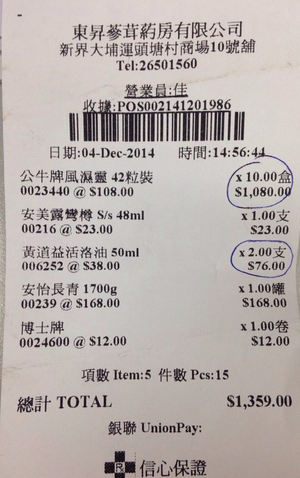 東昇蔘茸葯房有限公司
新界大埔運頭塘村商場10號舖
Tel:26501560
營業員:佳
收據:POS002141201986
日期:04-Dec-2014 時間:14:56:44
公牛牌風濕靈 42粒裝 x 10.00盒
0023440 @ $108.00 $1,080.00
安美露彎樽 S/s 48ml x 1.00支
00216 @ $23.00 $23.00
黃道益活洛油 50ml x 2.00支
006252 @ $38.00 $76.00
安怡長青 1700g x 1.00罐
00239 @ $168.00 $168.00
博士牌 x 1.00卷
0024600 @ $12.00 $12.00
項數 Item:5 件數 Pcs:15
總計 TOTAL $1,359.00
銀聯 UnionPay:
R 信心保證